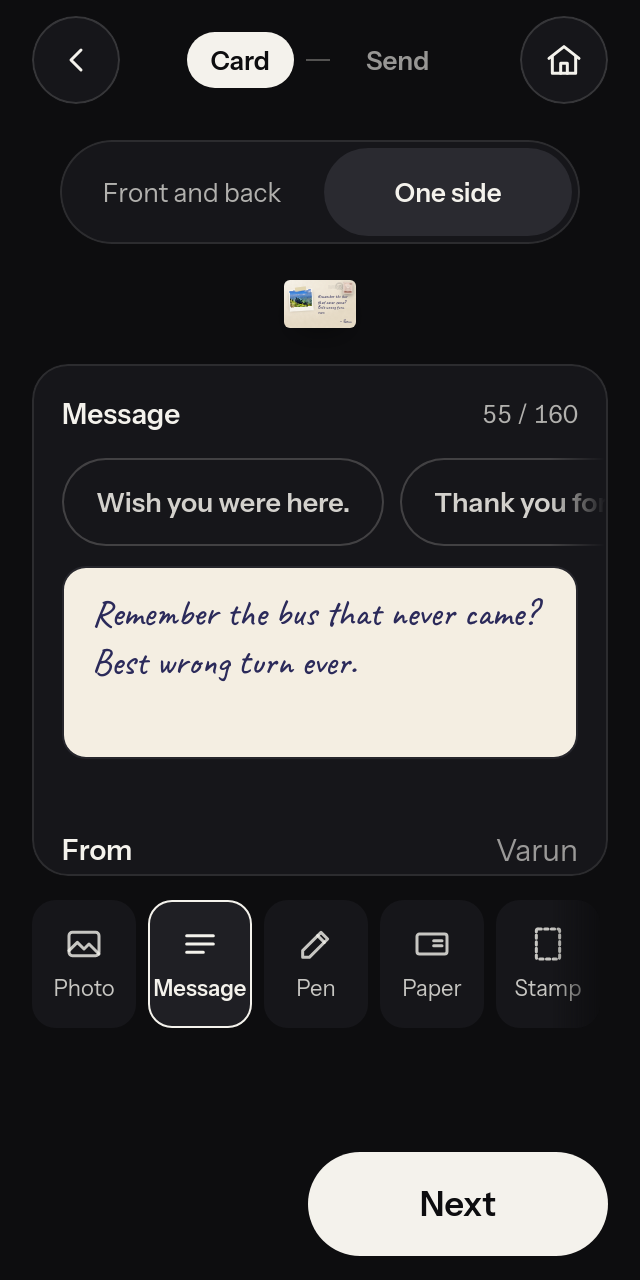 Card — Send
Front and back
One side
Message
55 / 160
Wish you were here.
Thank you for
Remember the bus that never came?
Best wrong turn ever.
From
Varun
Photo
Message
Pen
Paper
Stamp
Next